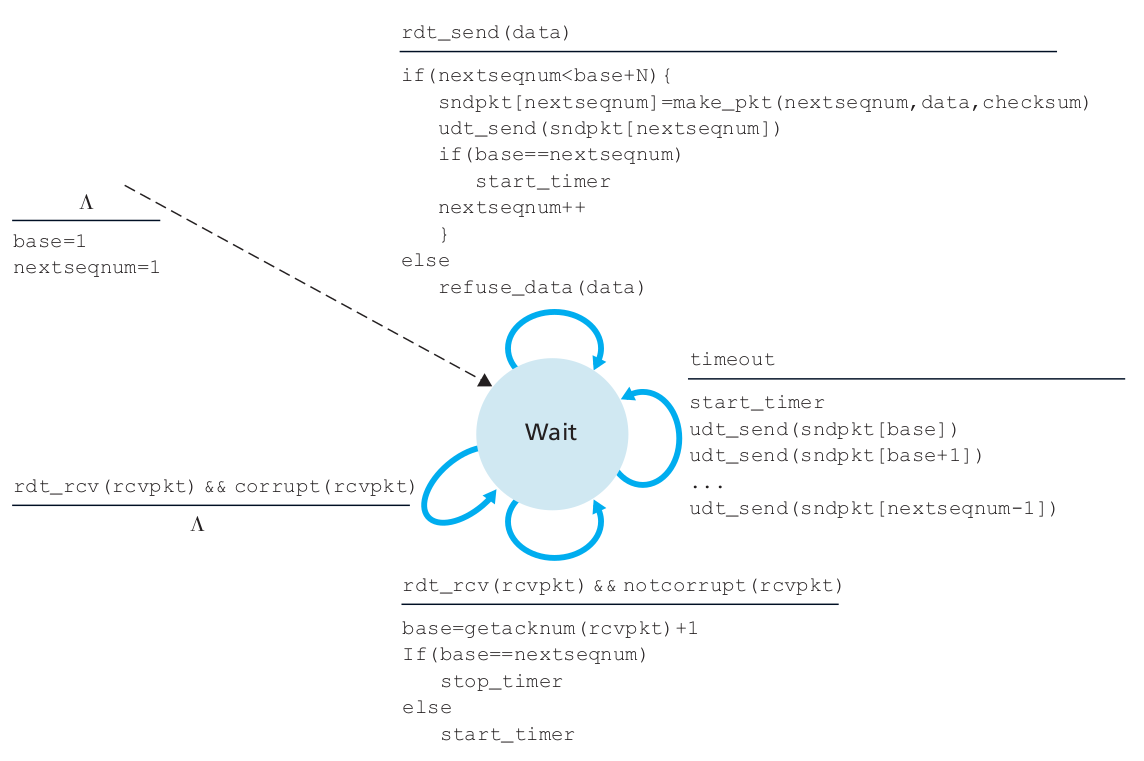 rdt_send(data)
if(nextseqnum<base+N){
sndpkt[nextseqnum]=make_pkt(nextseqnum,data,checksum)
udt_send(sndpkt[nextseqnum])
if(base==nextseqnum)
start_timer
nextseqnum++
}
else
refuse_data(data)
Λ
base=1
nextseqnum=1
timeout
start_timer
udt_send(sndpkt[base])
udt_send(sndpkt[base+1])
...
udt_send(sndpkt[nextseqnum-1])
Wait
rdt_rcv(rcvpkt) && corrupt(rcvpkt)
Λ
rdt_rcv(rcvpkt) && notcorrupt(rcvpkt)
base=getacknum(rcvpkt)+1
If(base==nextseqnum)
stop_timer
else
start_timer